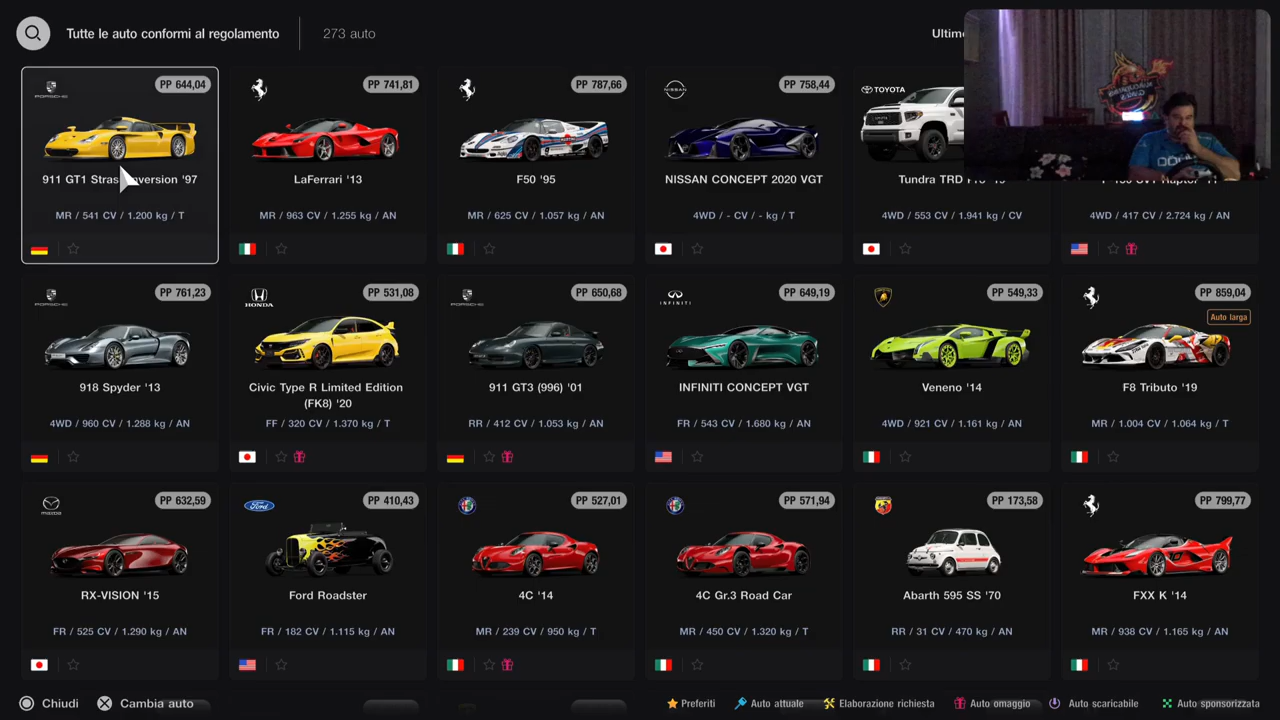 Tutte le auto conformi al regolamento
273 auto
PORSCHE
PP 644,04
PP 741,81
PP 787,66
NISSAN
PP 758,44
TOYOTA
911 GT1
LaFerrari '13
F50 '95
NISSAN CONCEPT 2020 VGT
Tundra TRD
MR / 541 CV / 1.200 kg / T
MR / 963 CV / 1.255 kg / AN
MR / 625 CV / 1.057 kg / AN
4WD / - CV / - kg / T
4WD / 553 CV / 1.941 kg / CV
4WD / 417 CV / 2.724 kg / AN
PORSCHE
PP 761,23
HONDA
PP 531,08
PORSCHE
PP 650,68
INFINITI
PP 649,19
PP 549,33
PP 859,04
Auto larga
918 Spyder '13
Civic Type R Limited Edition
(FK8) '20
911 GT3 (996) '01
INFINITI CONCEPT VGT
Veneno '14
F8 Tributo '19
4WD / 960 CV / 1.288 kg / AN
FF / 320 CV / 1.370 kg / T
RR / 412 CV / 1.053 kg / AN
FR / 543 CV / 1.680 kg / AN
4WD / 921 CV / 1.161 kg / AN
MR / 1.004 CV / 1.064 kg / T
mazda
PP 632,59
Ford
PP 410,43
PP 527,01
PP 571,94
PP 173,58
PP 799,77
RX-VISION '15
Ford Roadster
4C '14
4C Gr.3 Road Car
Abarth 595 SS '70
FXX K '14
FR / 525 CV / 1.290 kg / AN
FR / 182 CV / 1.115 kg / AN
MR / 239 CV / 950 kg / T
MR / 450 CV / 1.320 kg / T
RR / 31 CV / 470 kg / AN
MR / 938 CV / 1.165 kg / AN
Chiudi
Cambia auto
Preferiti
Auto attuale
Elaborazione richiesta
Auto omaggio
Auto scaricabile
Auto sponsorizzata